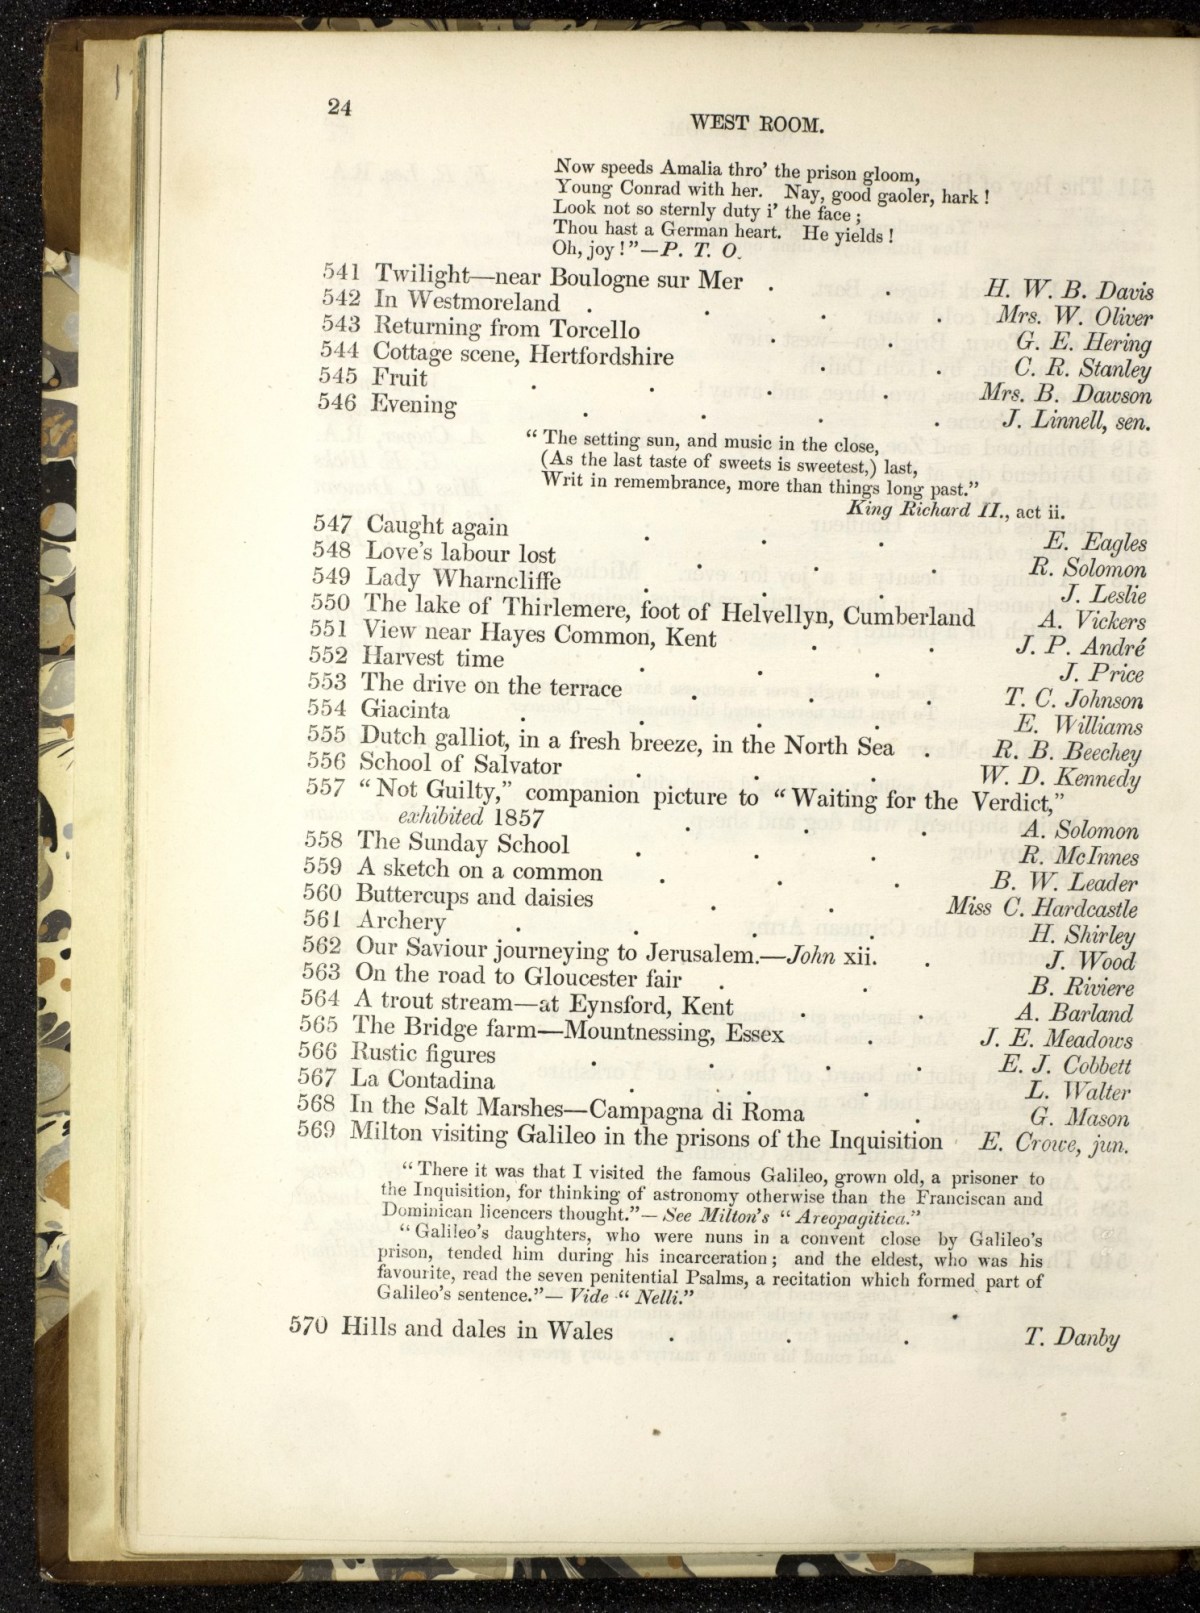 24
WEST ROOM.
Now speeds Amalia thro' the prison gloom,
Young Conrad with her. Nay, good gaoler, hark !
Look not so sternly duty i' the face ;
Thou hast a German heart. He yields !
Oh, joy !"—P. T. O.
541 Twilight—near Boulogne sur Mer . . H. W. B. Davis
542 In Westmoreland . . . . Mrs. W. Oliver
543 Returning from Torcello . . G. E. Hering
544 Cottage scene, Hertfordshire . . C. R. Stanley
545 Fruit . . . . Mrs. B. Dawson
546 Evening . . . . J. Linnell, sen.
" The setting sun, and music in the close,
(As the last taste of sweets is sweetest,) last,
Writ in remembrance, more than things long past."
King Richard II., act ii.
547 Caught again . . . E. Eagles
548 Love's labour lost . . . R. Solomon
549 Lady Wharncliffe . . . J. Leslie
550 The lake of Thirlemere, foot of Helvellyn, Cumberland A. Vickers
551 View near Hayes Common, Kent . . J. P. André
552 Harvest time . . . J. Price
553 The drive on the terrace . . . T. C. Johnson
554 Giacinta . . . . E. Williams
555 Dutch galliot, in a fresh breeze, in the North Sea . R. B. Beechey
556 School of Salvator . . . W. D. Kennedy
557 " Not Guilty," companion picture to " Waiting for the Verdict,"
exhibited 1857 . . . A. Solomon
558 The Sunday School . . . R. McInnes
559 A sketch on a common . . . B. W. Leader
560 Buttercups and daisies . . Miss C. Hardcastle
561 Archery . . . . H. Shirley
562 Our Saviour journeying to Jerusalem.—John xii. . J. Wood
563 On the road to Gloucester fair . . B. Riviere
564 A trout stream—at Eynsford, Kent . . A. Barland
565 The Bridge farm—Mountnessing, Essex . J. E. Meadows
566 Rustic figures . . . . E. J. Cobbett
567 La Contadina . . . L. Walter
568 In the Salt Marshes—Campagna di Roma . G. Mason
569 Milton visiting Galileo in the prisons of the Inquisition E. Crowe, jun.
" There it was that I visited the famous Galileo, grown old, a prisoner to
the Inquisition, for thinking of astronomy otherwise than the Franciscan and
Dominican licencers thought."— See Milton's " Areopagitica."
" Galileo's daughters, who were nuns in a convent close by Galileo's
prison, tended him during his incarceration ; and the eldest, who was his
favourite, read the seven penitential Psalms, a recitation which formed part of
Galileo's sentence."— Vide " Nelli."
570 Hills and dales in Wales . . . T. Danby